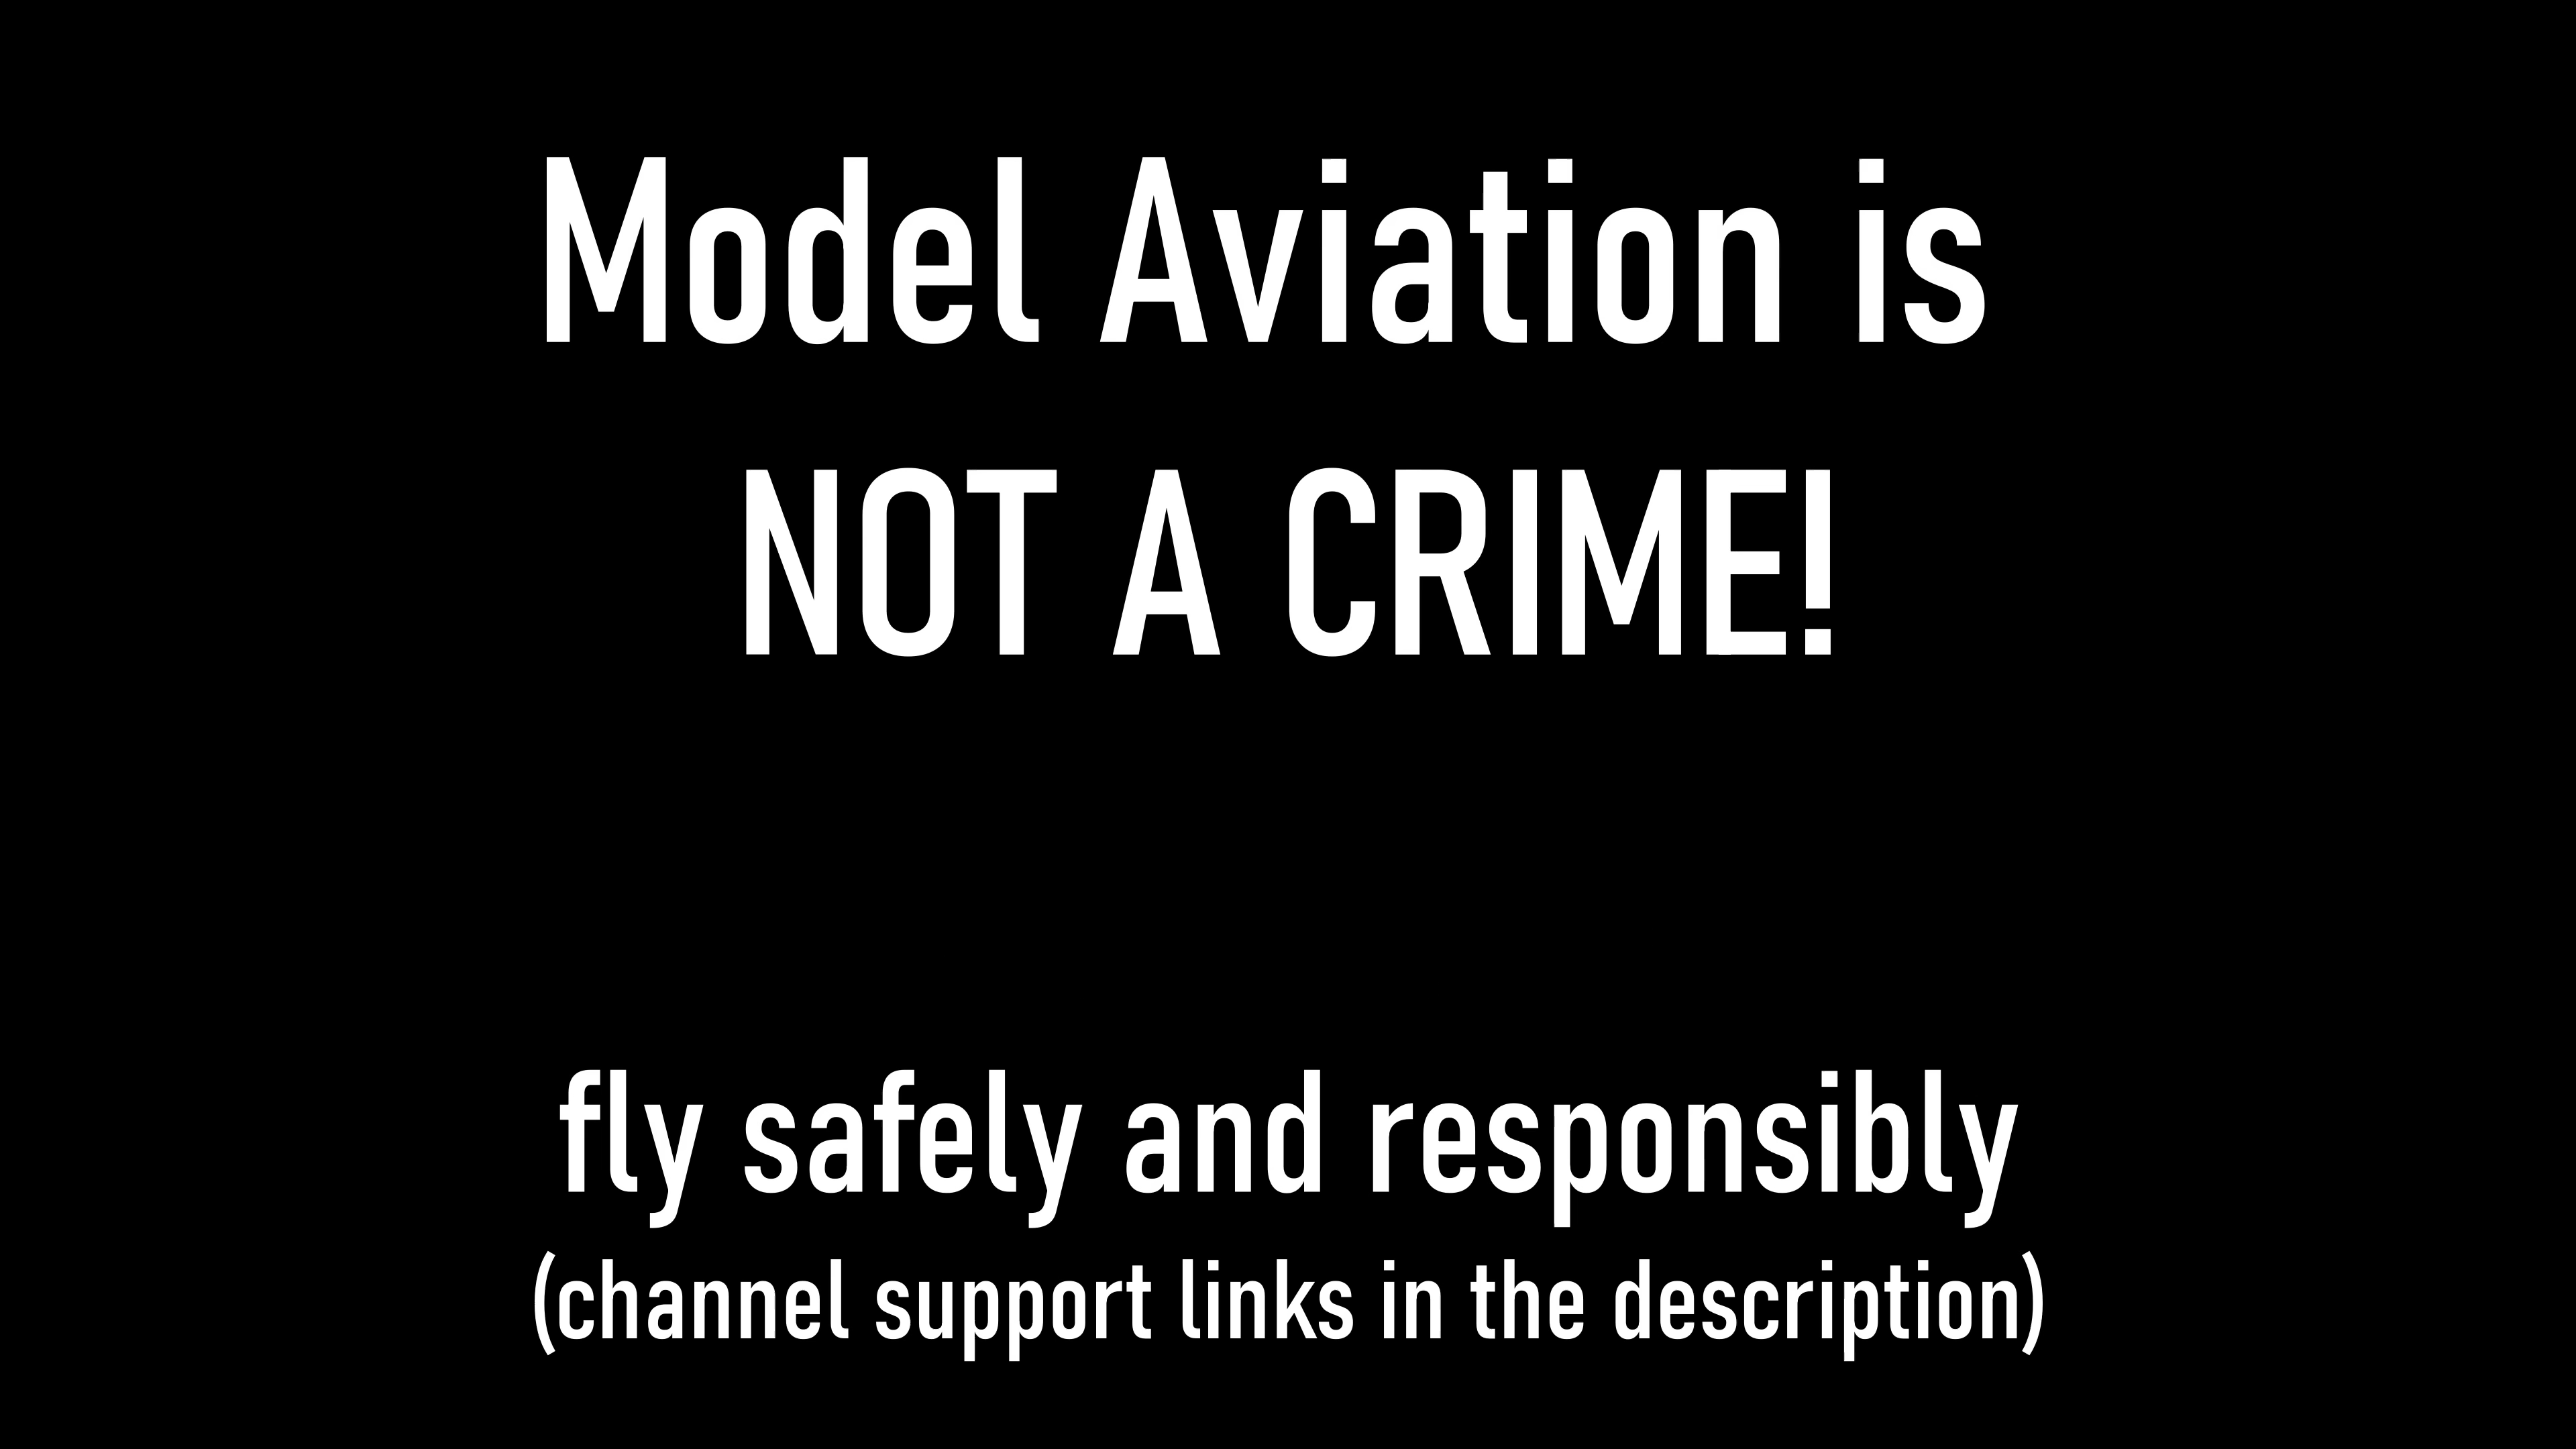 Model Aviation is
NOT A CRIME!
fly safely and responsibly
(channel support links in the description)